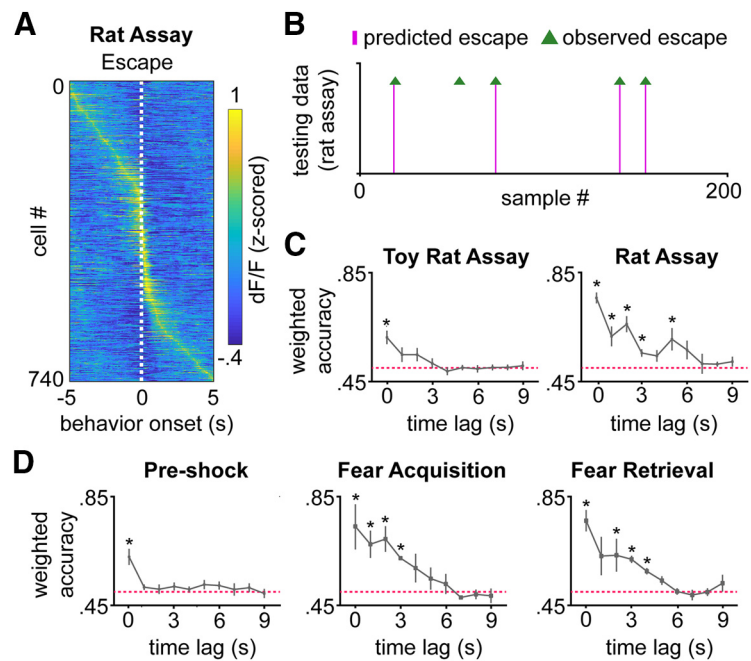 A
Rat Assay
Escape
0
cell #
740
-5
0
5
behavior onset (s)
1
dF/F (z-scored)
-.4
B
predicted escape
observed escape
testing data
(rat assay)
0
sample #
200
C
Toy Rat Assay
.85
weighted
accuracy
.45
*
0
3
6
9
time lag (s)
Rat Assay
.85
.45
*
*
*
*
*
0
3
6
9
time lag (s)
D
Pre-shock
.85
weighted
accuracy
.45
*
0
3
6
9
time lag (s)
Fear Acquisition
.85
.45
*
*
*
*
0
3
6
9
time lag (s)
Fear Retrieval
.85
.45
*
*
*
*
0
3
6
9
time lag (s)